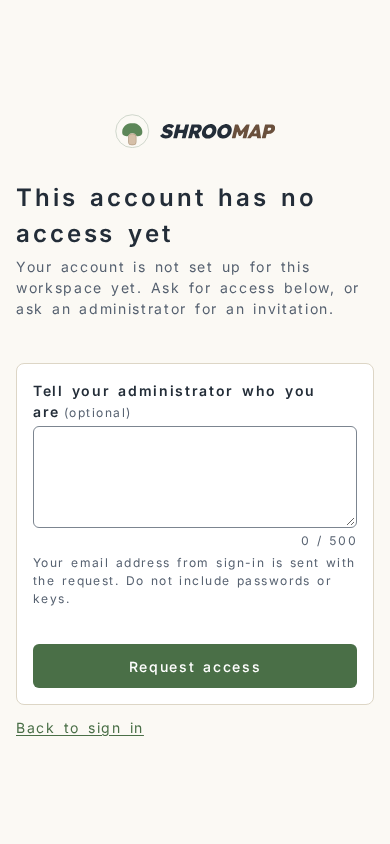 SHROOMAP
This account has no
access yet
Your account is not set up for this
workspace yet. Ask for access below, or
ask an administrator for an invitation.
Tell your administrator who you
are (optional)
0 / 500
Your email address from sign-in is sent with
the request. Do not include passwords or
keys.
Request access
Back to sign in